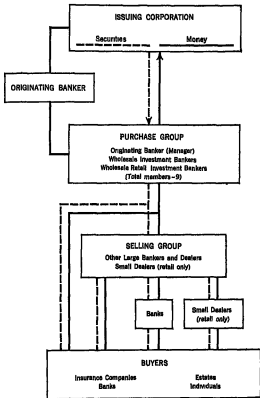 ISSUING CORPORATION
Securities Money
ORIGINATING BANKER
PURCHASE GROUP
Originating Banker (Manager)
Wholesale Investment Bankers
Wholesale Retail Investment Bankers
(Total members-9)
SELLING GROUP
Other Large Bankers and Dealers
Small Dealers (retail only)
Banks
Small Dealers
(retail only)
BUYERS
Insurance Companies Estates
Banks Individuals